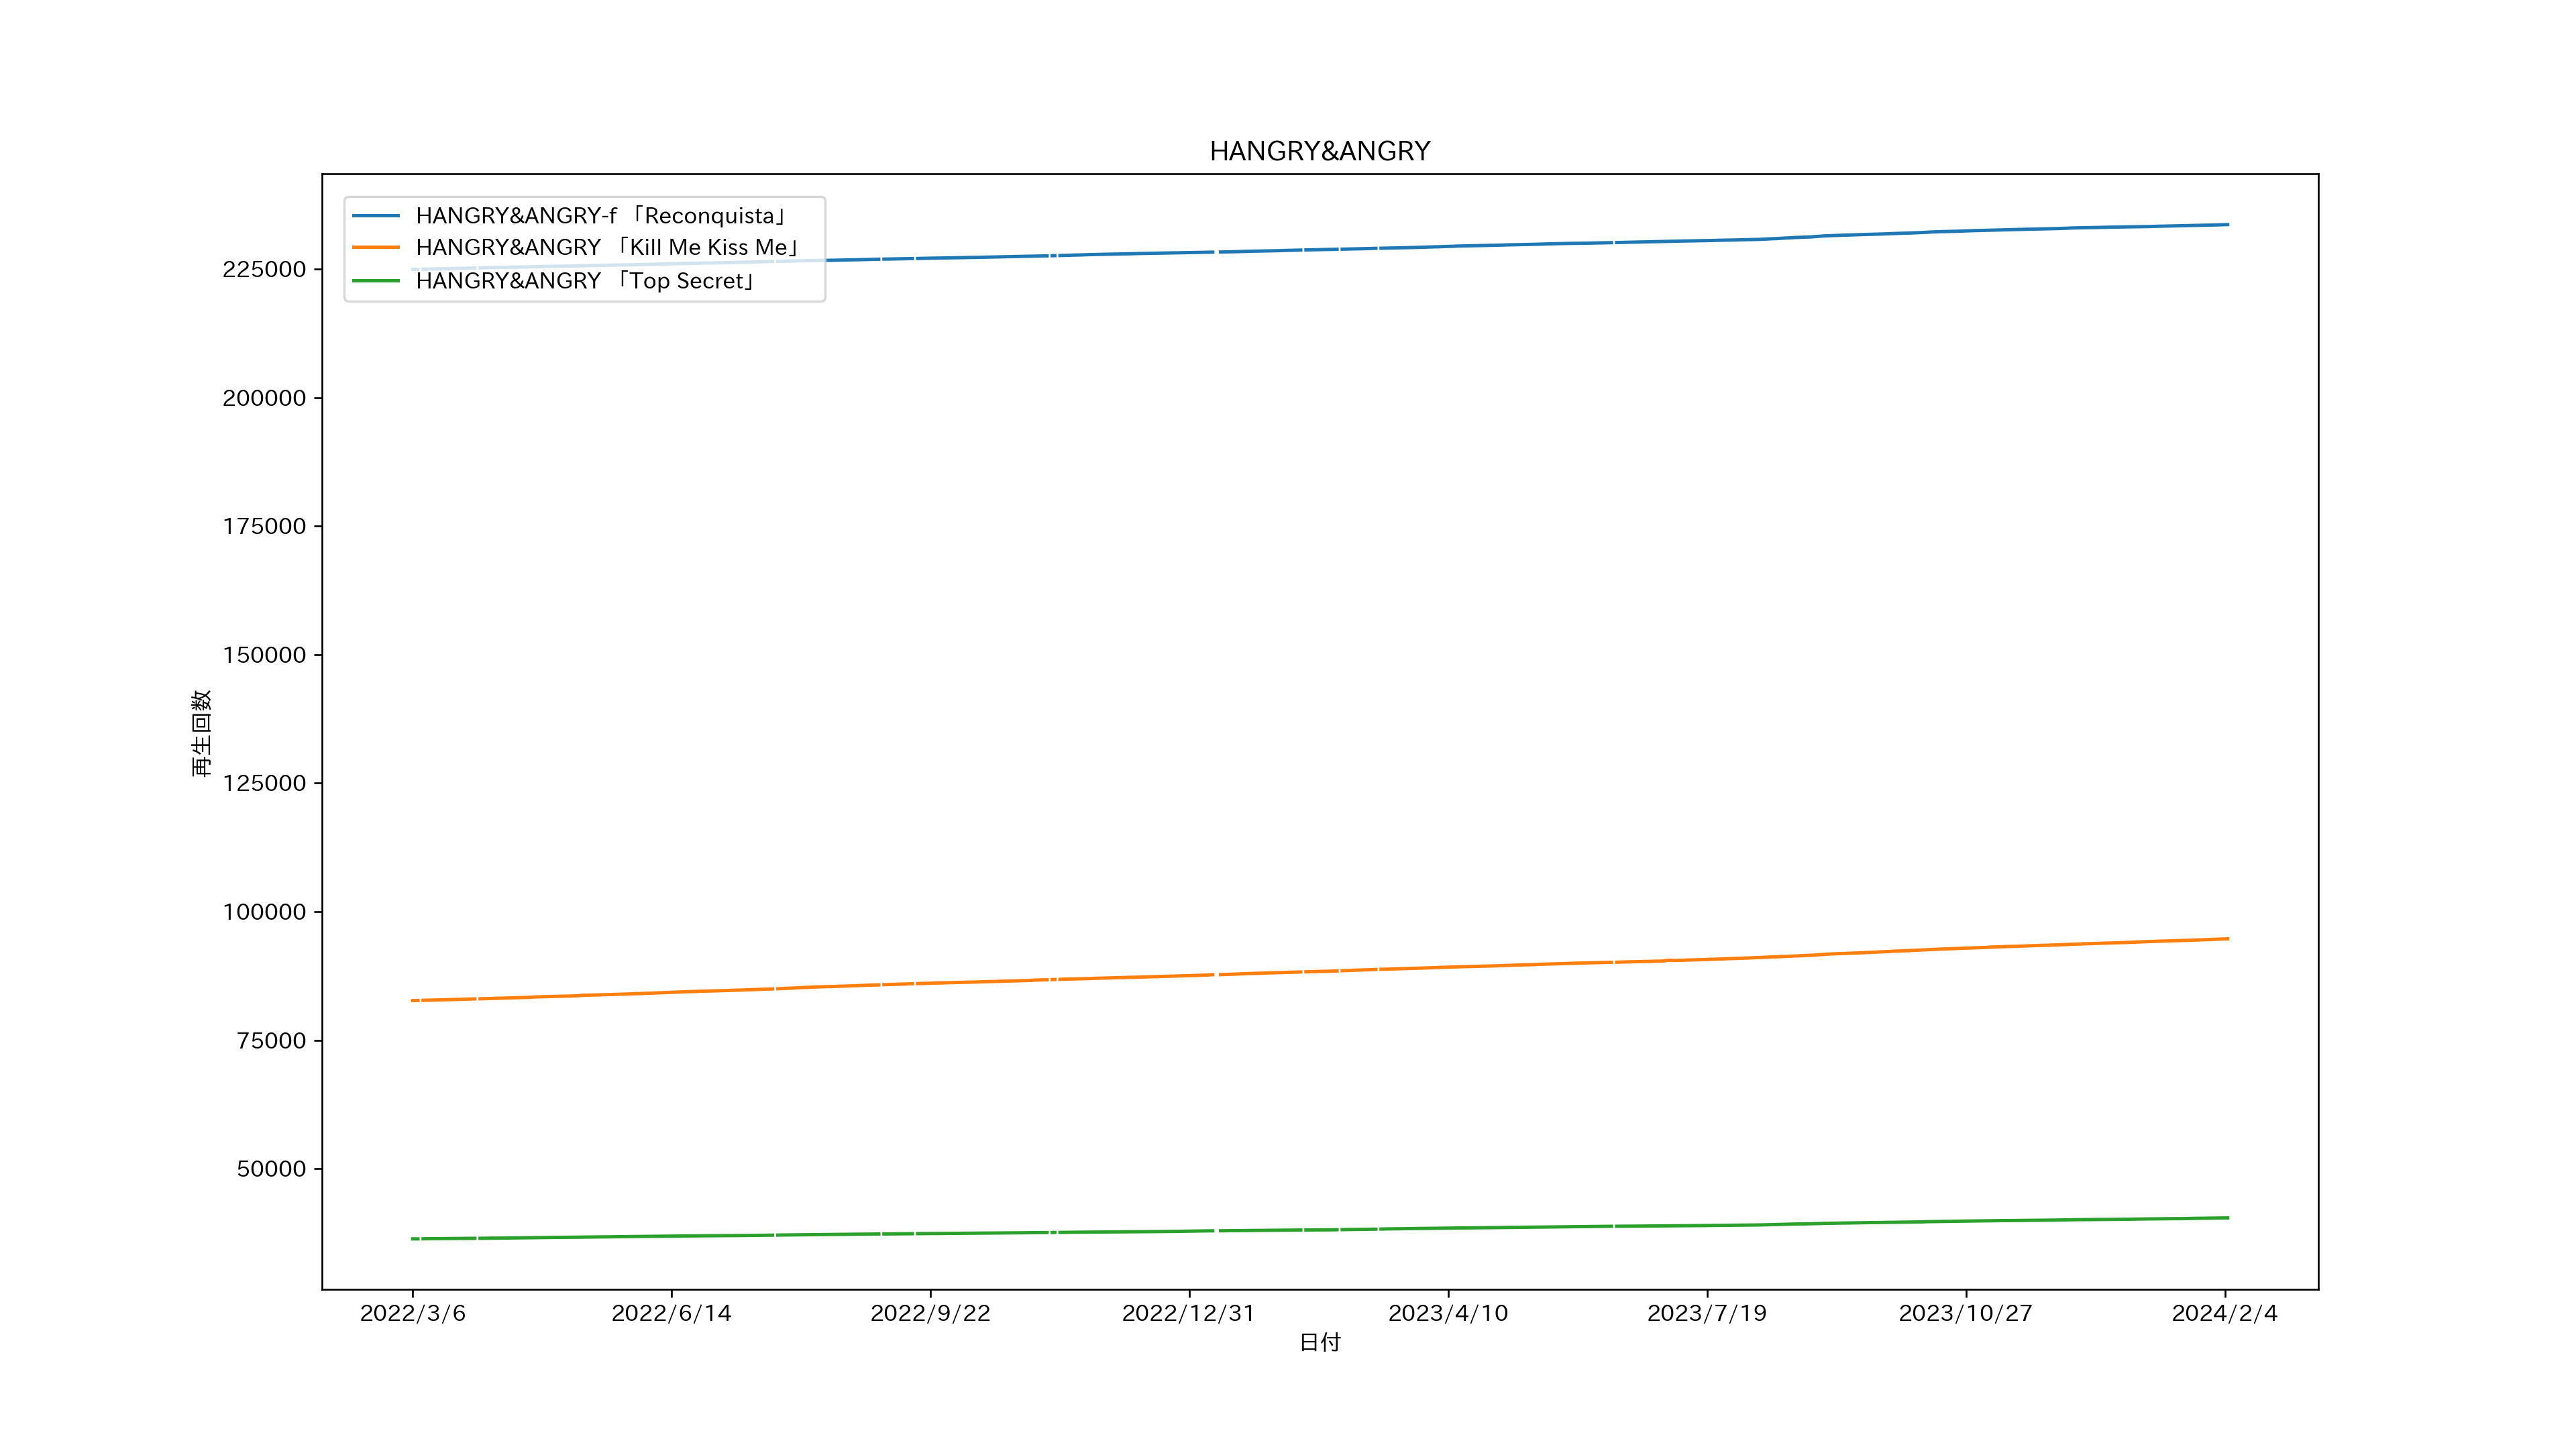 HANGRY&ANGRY
HANGRY&ANGRY-f 「Reconquista」
HANGRY&ANGRY 「Kill Me Kiss Me」
HANGRY&ANGRY 「Top Secret」
225000
200000
175000
150000
125000
100000
75000
50000
再生回数
2022/3/6 2022/6/14 2022/9/22 2022/12/31 2023/4/10 2023/7/19 2023/10/27 2024/2/4
日付